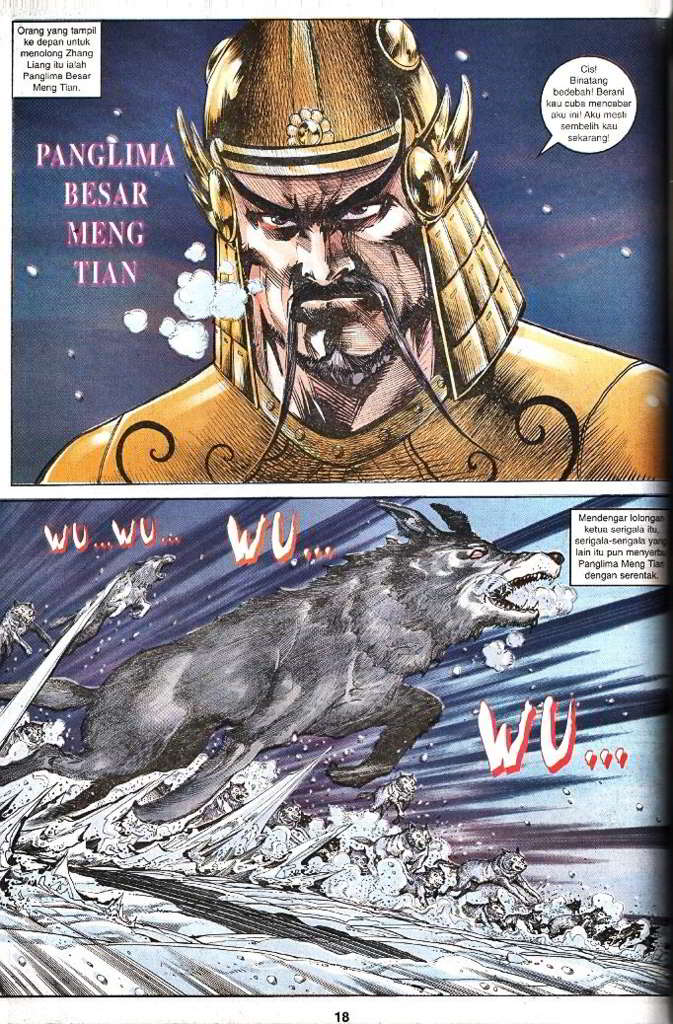 Orang yang tampil
ke depan untuk
menolong Zhang
Liang itu ialah
Panglima Besar
Meng Tian.
PANGLIMA
BESAR
MENG
TIAN
Cis!
Binatang
bedebah! Berani
kau cuba mencabar
aku ini! Aku mesti
sembelih kau
sekarang!
WU...WU...
WU...
Mendengar lolongan
ketua serigala itu,
serigala-serigala yang
lain itu pun menyerbu
Panglima Meng Tian
dengan serentak.
WU...
18